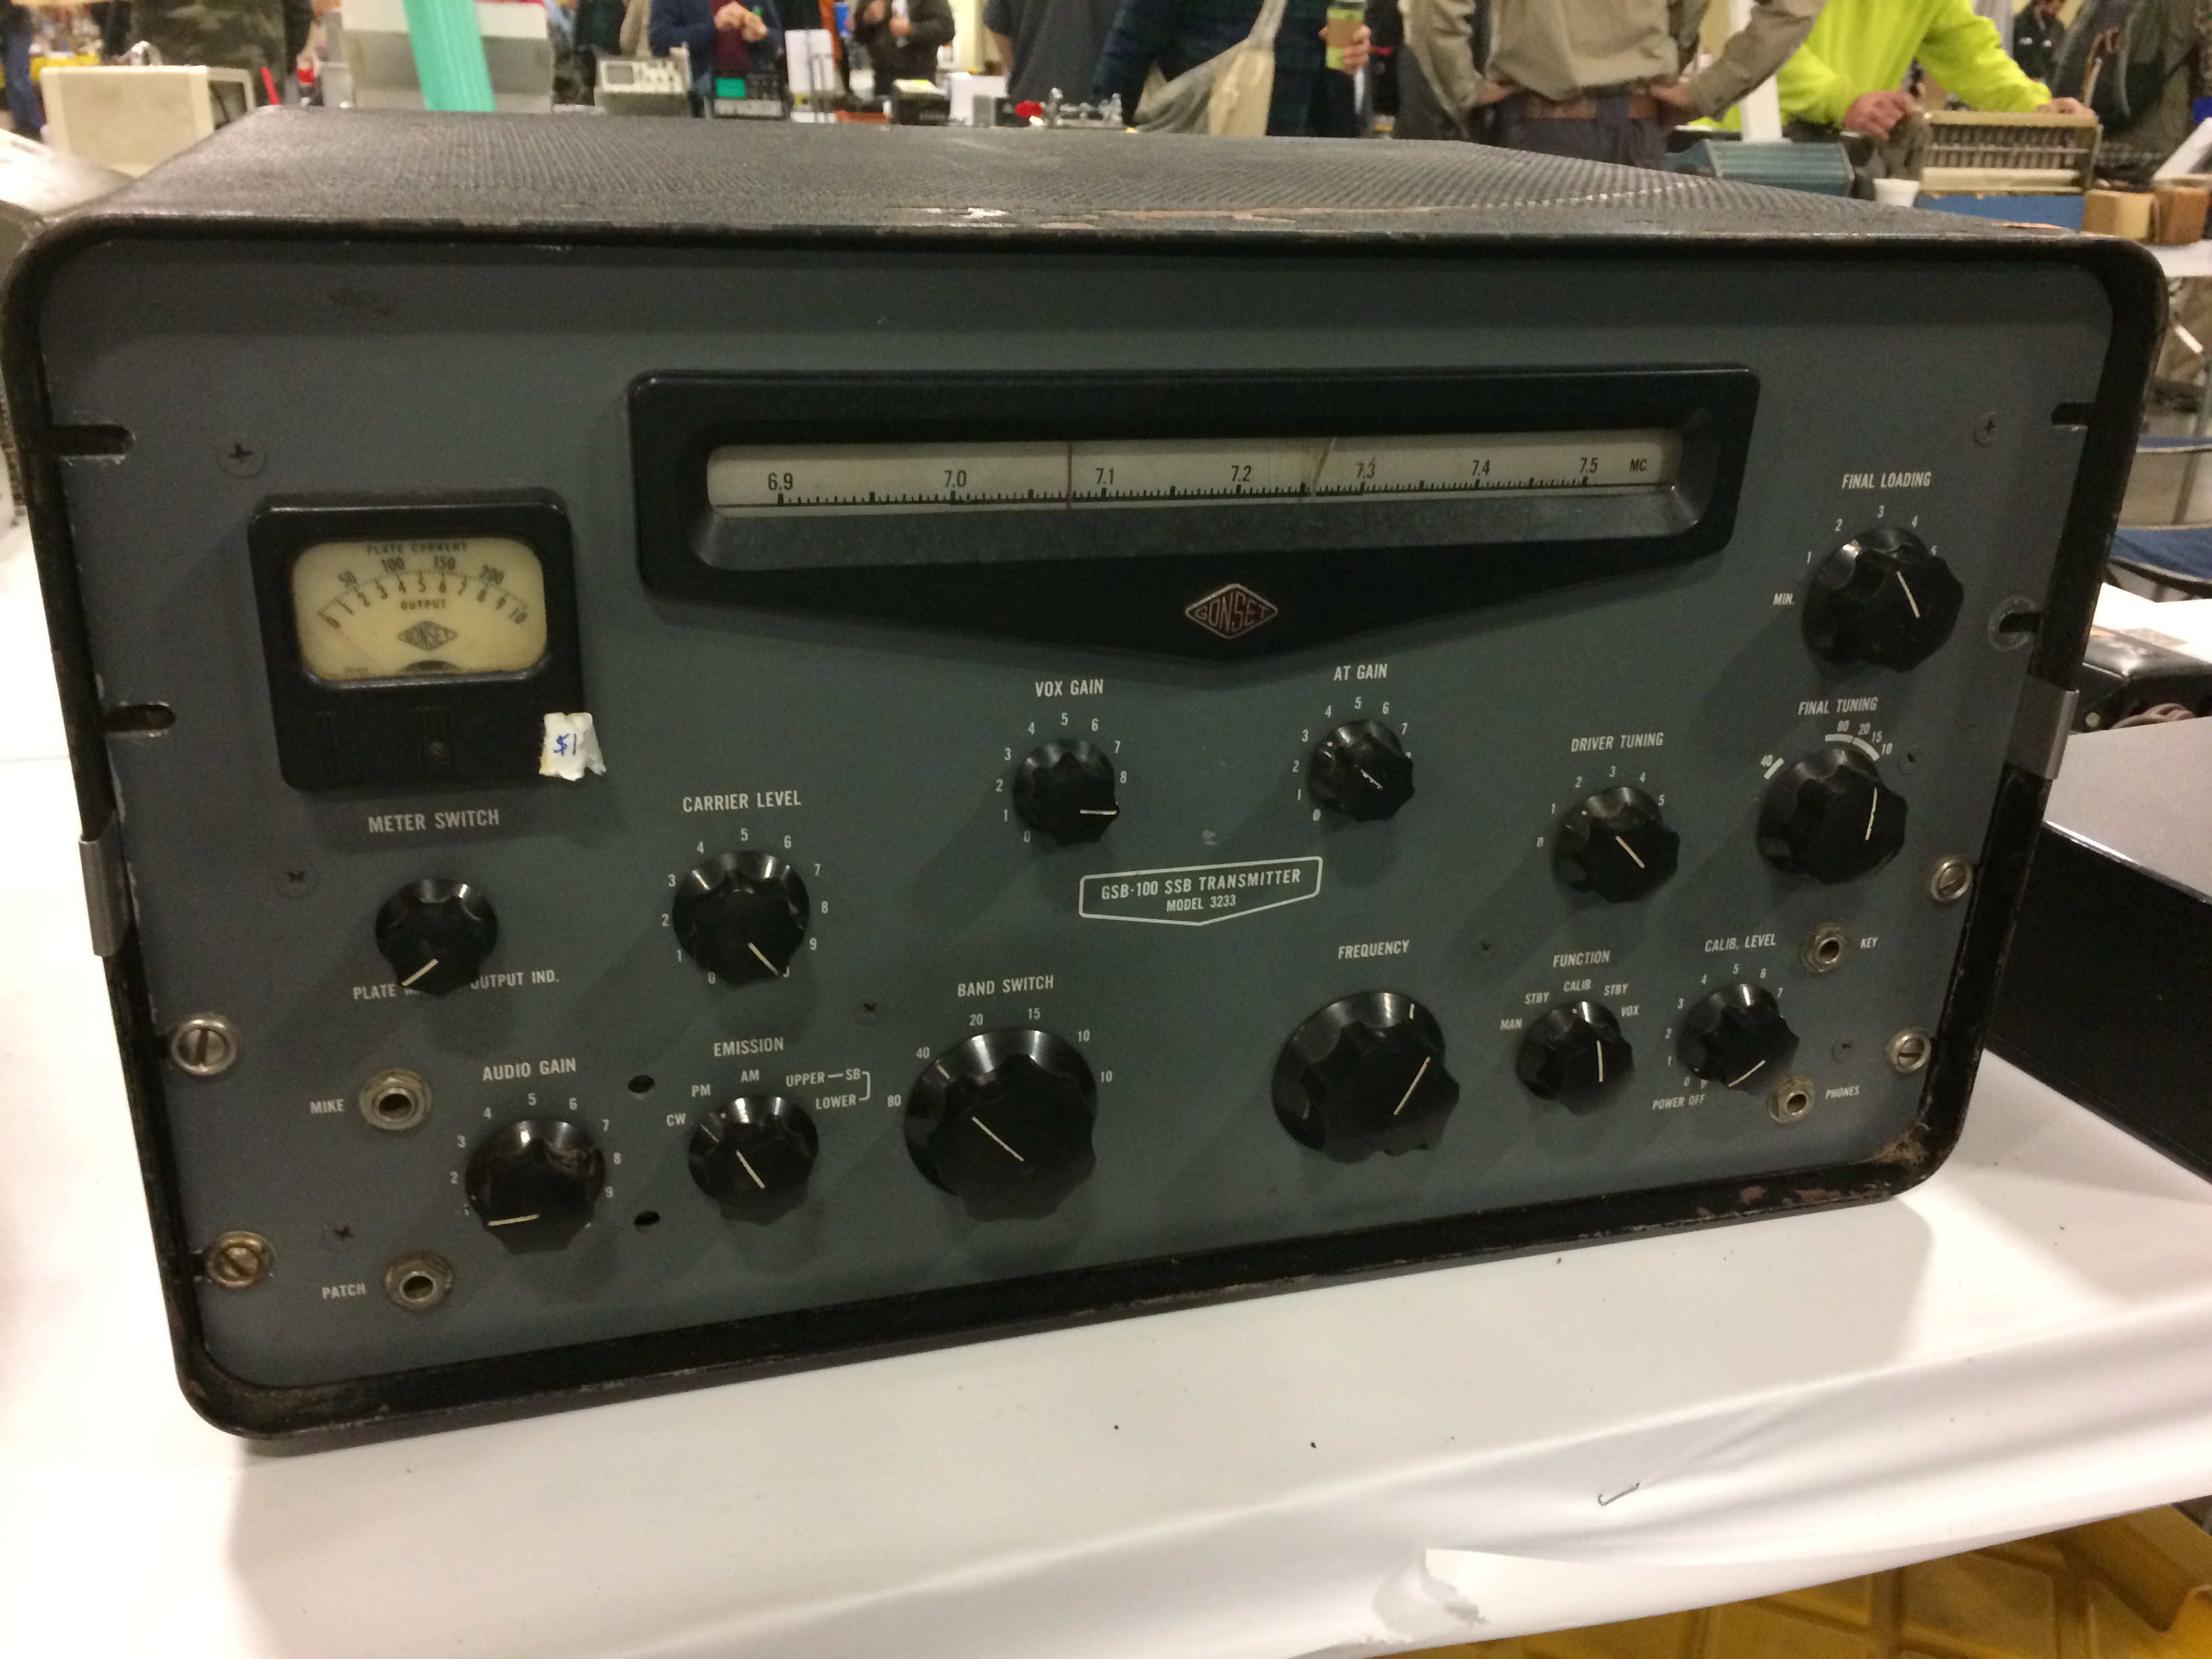 6.9 7.0 7.1 7.2 7.3 7.4 7.5 MC
GONSET
PLATE CURRENT
50 100 150 200
0 1 2 3 4 5 6 7 8 9 10
OUTPUT
GONSET
$1
METER SWITCH
OUTPUT IND.
PLATE
CARRIER LEVEL
0 1 2 3 4 5 6 7 8 9
VOX GAIN
0 1 2 3 4 5 6 7 8
AT GAIN
0 1 2 3 4 5 6 7
FINAL LOADING
MIN. 1 2 3 4 5
FINAL TUNING
40 80 20 15 10
DRIVER TUNING
0 1 2 3 4 5
GSB-100 SSB TRANSMITTER
MODEL 3233
MIKE
PATCH
AUDIO GAIN
2 3 4 5 6 7 8 9
EMISSION
CW PM AM UPPER SB
LOWER
BAND SWITCH
80 40 20 15 10 10
FREQUENCY
FUNCTION
MAN STBY CALIB STBY VOX
CALIB. LEVEL
0 1 2 3 4 5 6 7
POWER OFF
KEY
PHONES